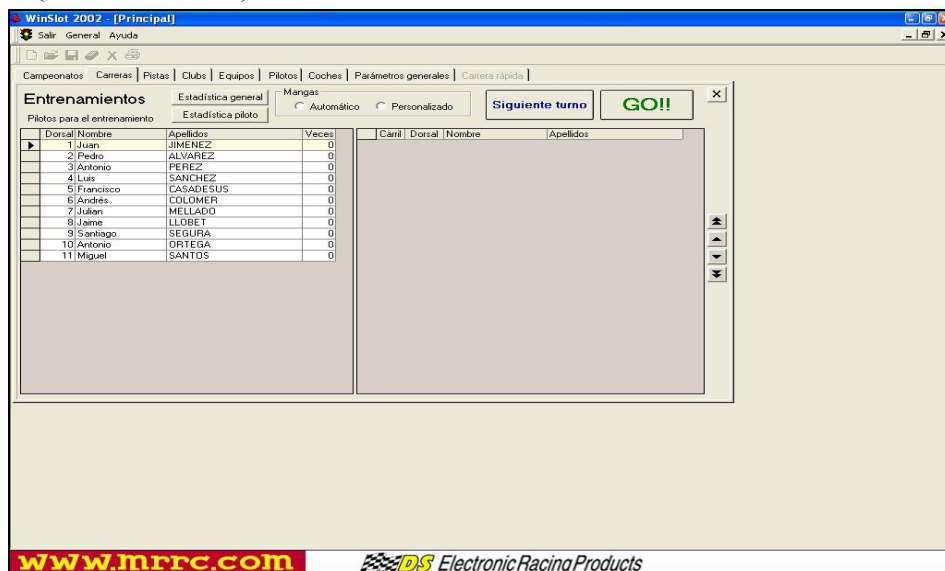 WinSlot 2002 - [Principal]
Salir General Ayuda
Campeonatos Carreras Pistas Clubs Equipos Pilotos Coches Parámetros generales Carrera rápida
Entrenamientos
Pilotos para el entrenamiento
Estadística general
Estadística piloto
Mangas
Automático Personalizado
Siguiente turno
GO!!
Dorsal Nombre Apellidos Veces
1 Juan JIMENEZ 0
2 Pedro ALVAREZ 0
3 Antonio PEREZ 0
4 Luis SANCHEZ 0
5 Francisco CASADESUS 0
6 Andrés COLOMER 0
7 Julian MELLADO 0
8 Jaime LLOBET 0
9 Santiago SEGURA 0
10 Antonio ORTEGA 0
11 Miguel SANTOS 0
Carril Dorsal Nombre Apellidos
www.mrrc.com
DS Electronic Racing Products